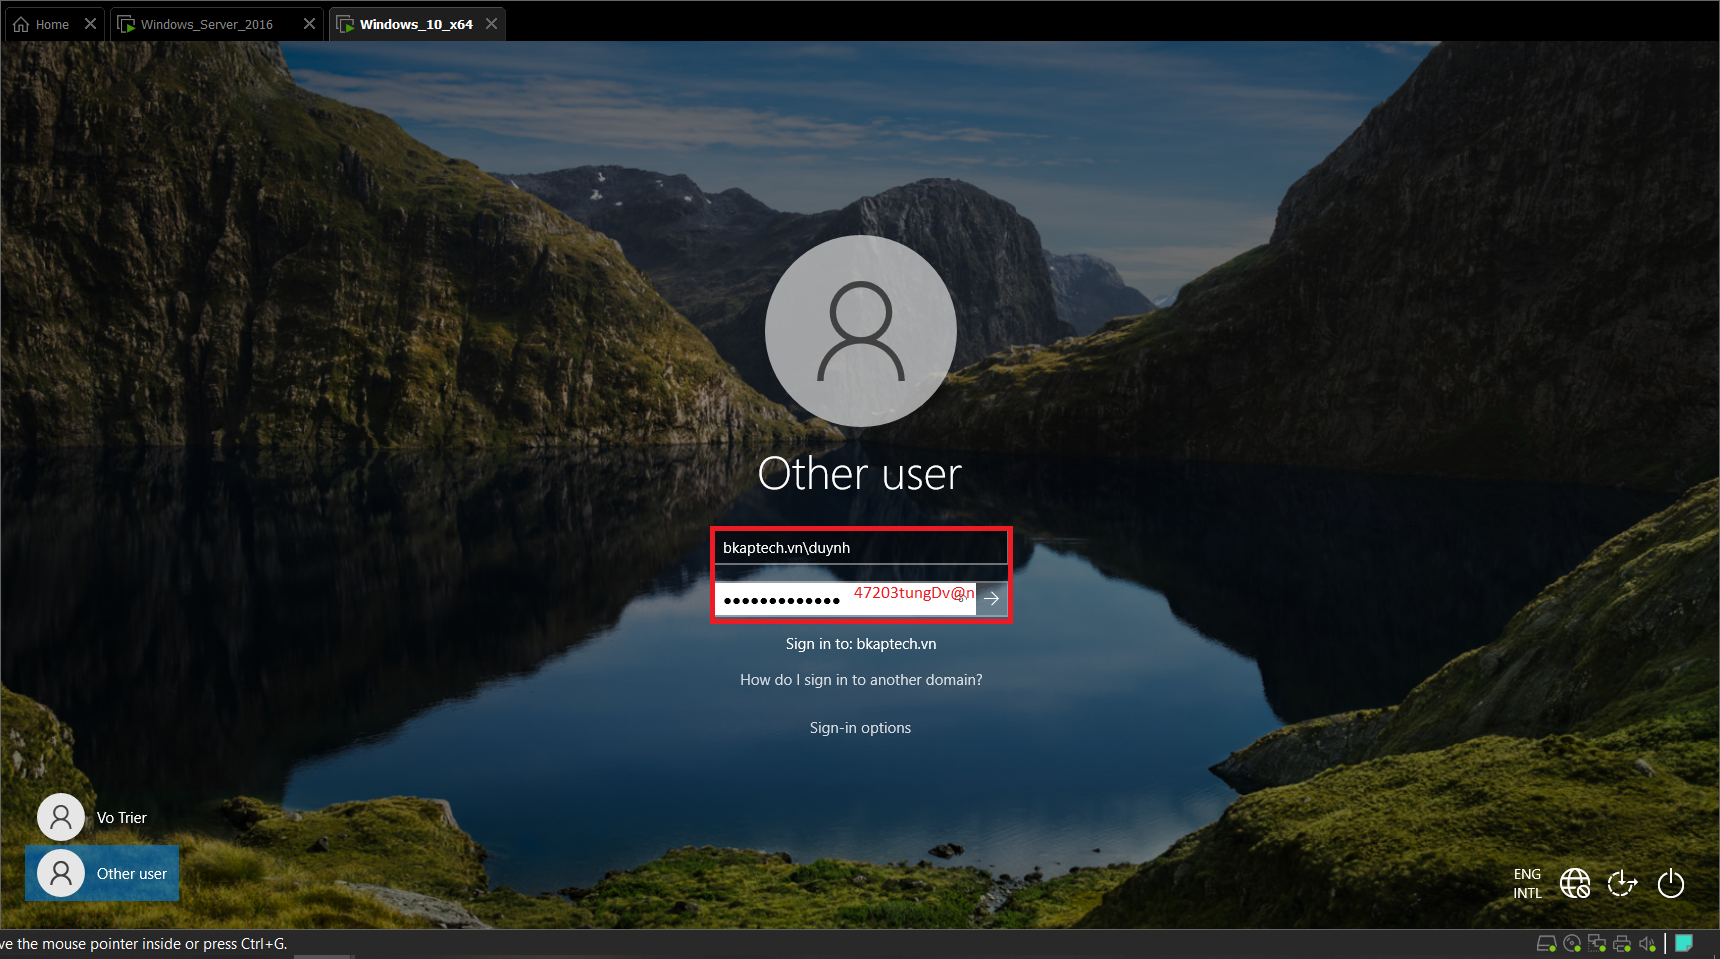 Home
Windows_Server_2016
Windows_10_x64
Other user
bkaptech.vn\duynh
47203tungDv@n
Sign in to: bkaptech.vn
How do I sign in to another domain?
Sign-in options
Vo Trier
Other user
ENG
INTL
ve the mouse pointer inside or press Ctrl+G.